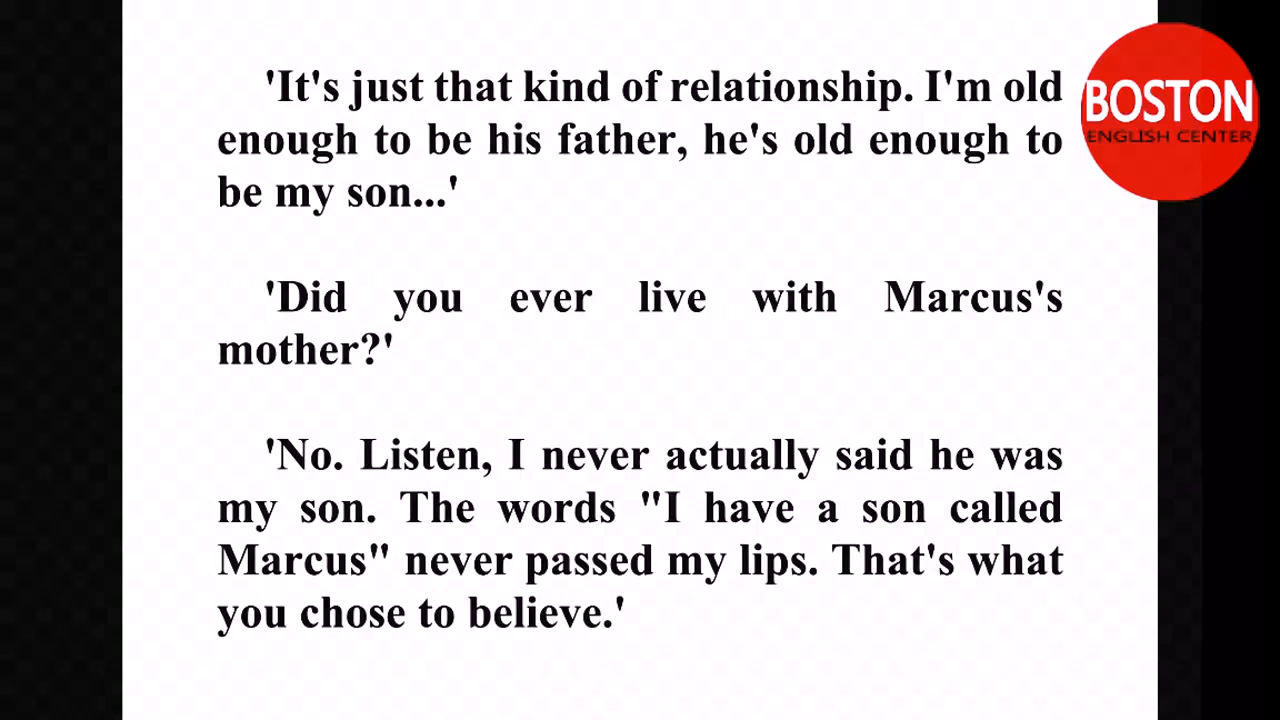 'It's just that kind of relationship. I'm old
enough to be his father, he's old enough to
be my son...'
'Did you ever live with Marcus's
mother?'
'No. Listen, I never actually said he was
my son. The words "I have a son called
Marcus" never passed my lips. That's what
you chose to believe.'
BOSTON
ENGLISH CENTER